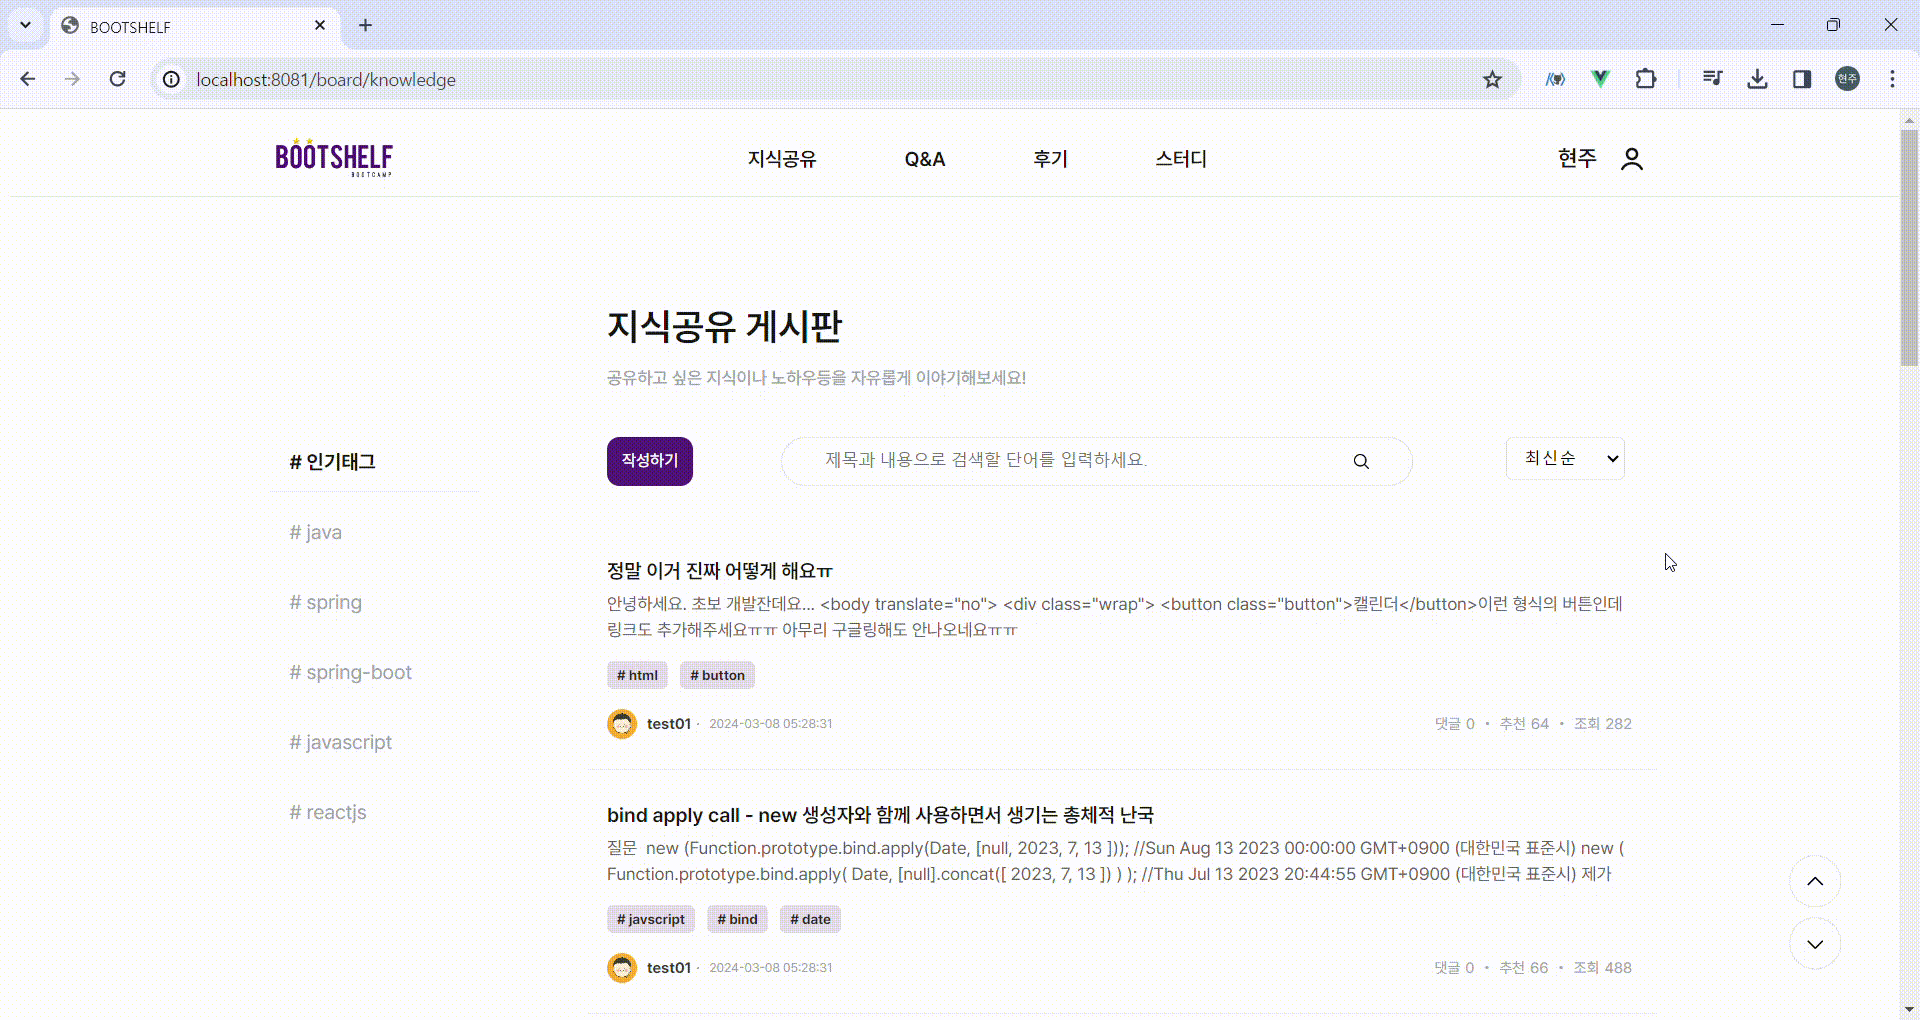 BOOTSHELF
localhost:8081/board/knowledge
현주
BOOTSHELF
BOOTCAMP
지식공유
Q&A
후기
스터디
현주
지식공유 게시판
공유하고 싶은 지식이나 노하우등을 자유롭게 이야기해보세요!
# 인기태그
# java
# spring
# spring-boot
# javascript
# reactjs
작성하기
제목과 내용으로 검색할 단어를 입력하세요.
최신순
정말 이거 진짜 어떻게 해요ㅠ
안녕하세요. 초보 개발잔데요... <body translate="no"> <div class="wrap"> <button class="button">캘린더</button>이런 형식의 버튼인데
링크도 추가해주세요ㅠㅠ 아무리 구글링해도 안나오네요ㅠㅠ
# html
# button
test01 · 2024-03-08 05:28:31
댓글 0 • 추천 64 • 조회 282
bind apply call - new 생성자와 함께 사용하면서 생기는 총체적 난국
질문  new (Function.prototype.bind.apply(Date, [null, 2023, 7, 13 ])); //Sun Aug 13 2023 00:00:00 GMT+0900 (대한민국 표준시) new (
Function.prototype.bind.apply( Date, [null].concat([ 2023, 7, 13 ]) ) ); //Thu Jul 13 2023 20:44:55 GMT+0900 (대한민국 표준시) 제가
# javscript
# bind
# date
test01 · 2024-03-08 05:28:31
댓글 0 • 추천 66 • 조회 488